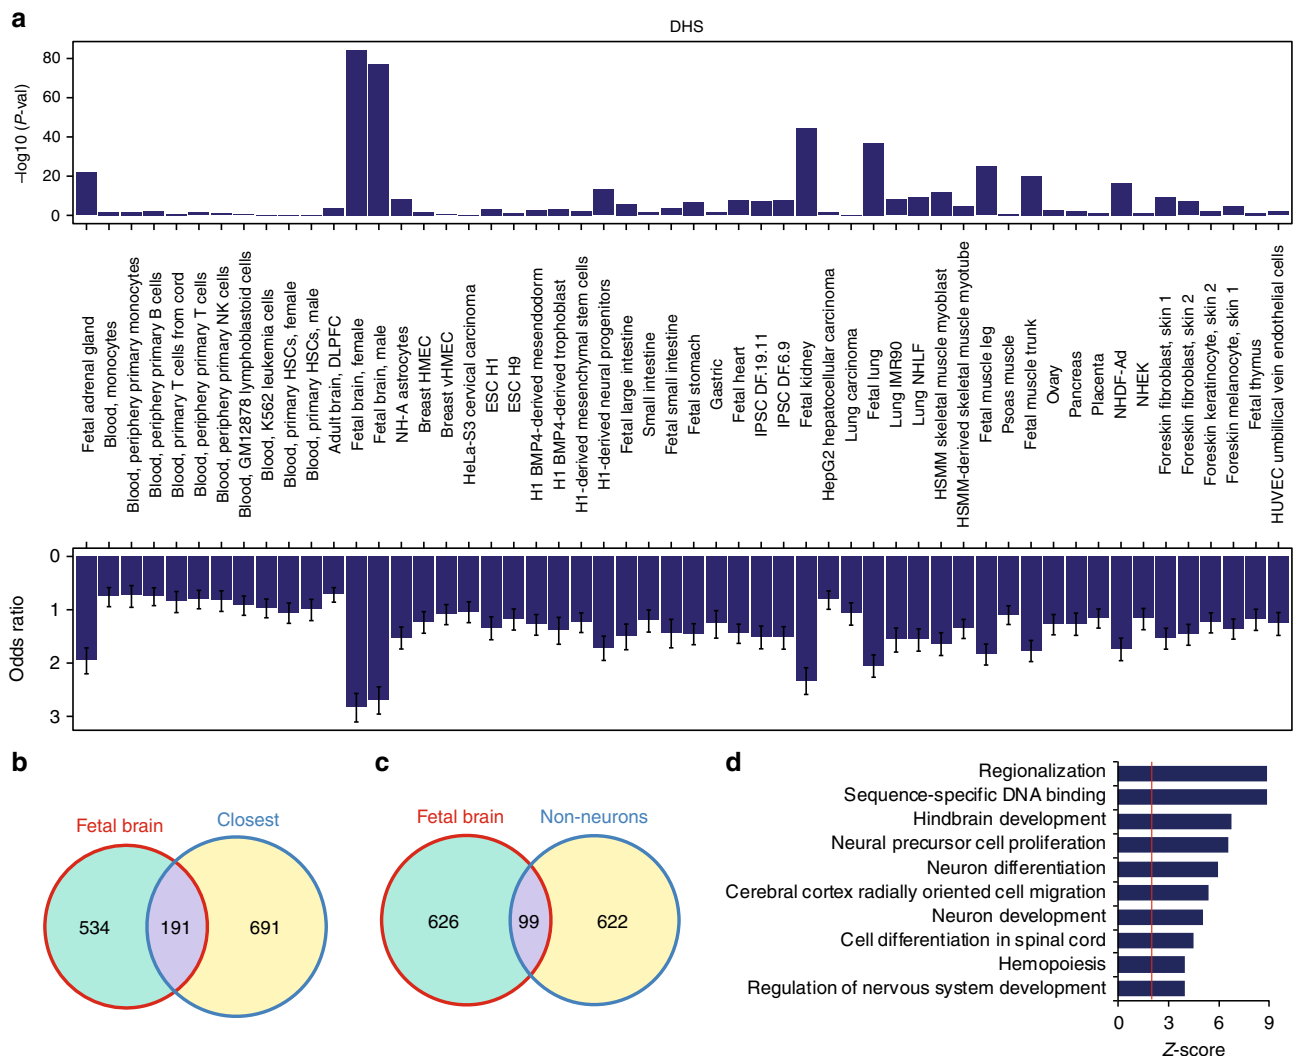 a
DHS
–log10 (P-val)
80
60
40
20
0
Fetal adrenal gland
Blood, monocytes
Blood, periphery primary monocytes
Blood, periphery primary B cells
Blood, primary T cells from cord
Blood, periphery primary T cells
Blood, periphery primary NK cells
Blood, GM12878 lymphoblastoid cells
Blood, K562 leukemia cells
Blood, primary HSCs, female
Blood, primary HSCs, male
Adult brain, DLPFC
Fetal brain, female
Fetal brain, male
NH-A astrocytes
Breast HMEC
Breast vHMEC
HeLa-S3 cervical carcinoma
ESC H1
ESC H9
H1 BMP4-derived mesendodorm
H1 BMP4-derived trophoblast
H1-derived mesenchymal stem cells
H1-derived neural progenitors
Fetal large intestine
Small intestine
Fetal small intestine
Fetal stomach
Gastric
Fetal heart
IPSC DF.19.11
IPSC DF.6.9
Fetal kidney
HepG2 hepatocellular carcinoma
Lung carcinoma
Fetal lung
Lung IMR90
Lung NHLF
HSMM skeletal muscle myoblast
HSMM-derived skeletal muscle myotube
Fetal muscle leg
Psoas muscle
Fetal muscle trunk
Ovary
Pancreas
Placenta
NHDF-Ad
NHEK
Foreskin fibroblast, skin 1
Foreskin fibroblast, skin 2
Foreskin keratinocyte, skin 2
Foreskin melanocyte, skin 1
Fetal thymus
HUVEC umbillical vein endothelial cells
Odds ratio
0
1
2
3
b
Fetal brain
Closest
534
191
691
c
Fetal brain
Non-neurons
626
99
622
d
Regionalization
Sequence-specific DNA binding
Hindbrain development
Neural precursor cell proliferation
Neuron differentiation
Cerebral cortex radially oriented cell migration
Neuron development
Cell differentiation in spinal cord
Hemopoiesis
Regulation of nervous system development
0 3 6 9
Z-score